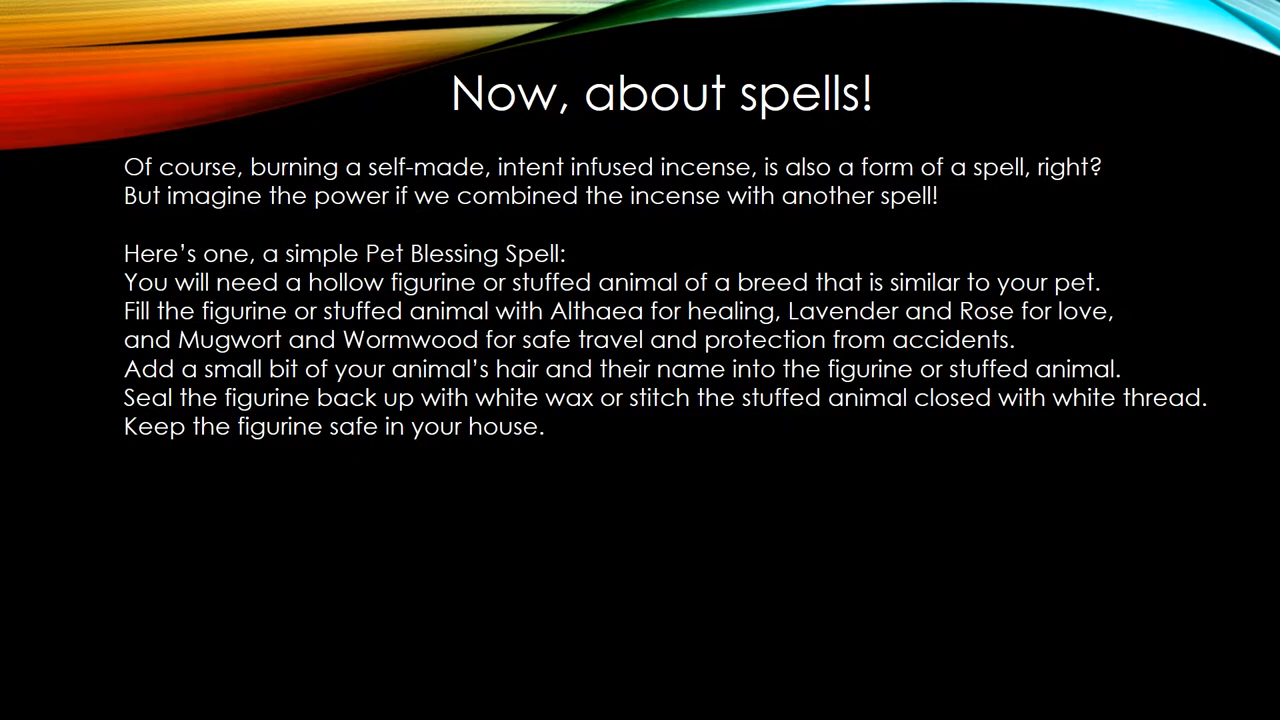 Now, about spells!
Of course, burning a self-made, intent infused incense, is also a form of a spell, right?
But imagine the power if we combined the incense with another spell!
Here’s one, a simple Pet Blessing Spell:
You will need a hollow figurine or stuffed animal of a breed that is similar to your pet.
Fill the figurine or stuffed animal with Althaea for healing, Lavender and Rose for love,
and Mugwort and Wormwood for safe travel and protection from accidents.
Add a small bit of your animal’s hair and their name into the figurine or stuffed animal.
Seal the figurine back up with white wax or stitch the stuffed animal closed with white thread.
Keep the figurine safe in your house.